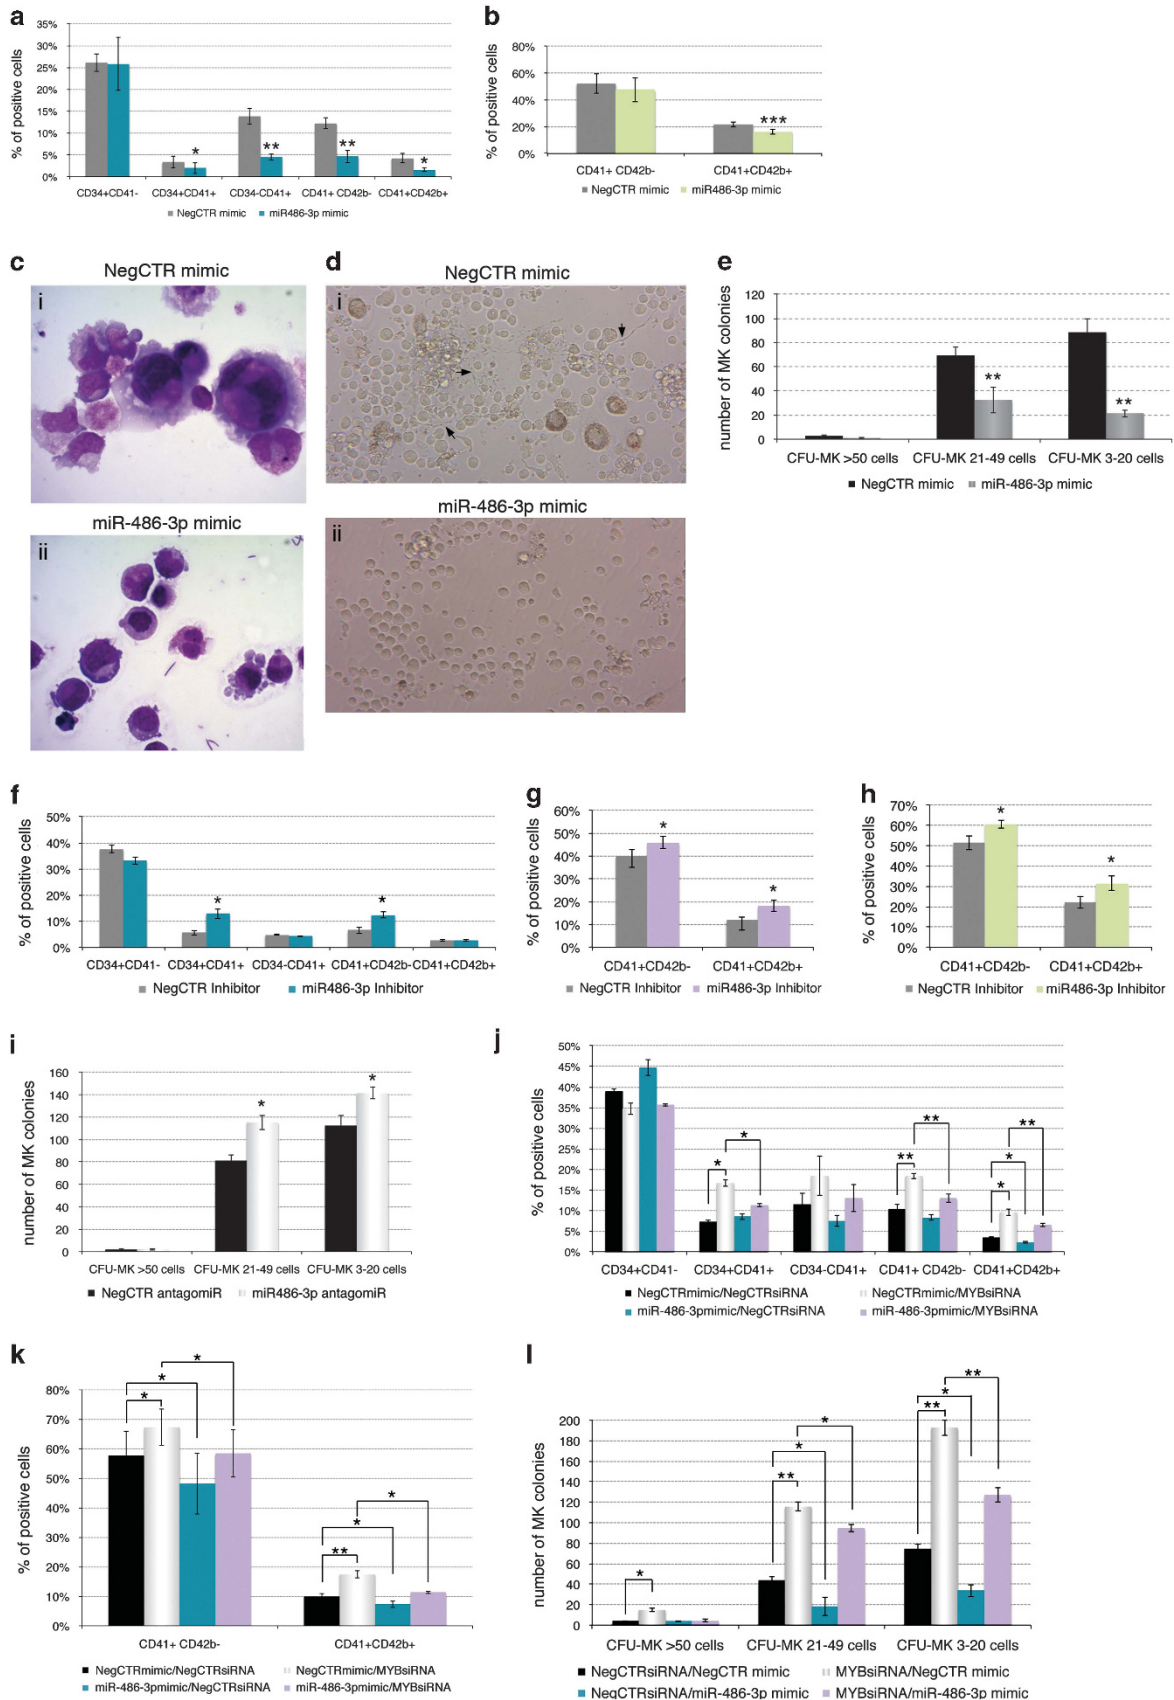 a
35%
30%
25%
20%
15%
10%
5%
0%
% of positive cells
*
**
**
*
CD34+CD41-
CD34+CD41+
CD34-CD41+
CD41+ CD42b-
CD41+CD42b+
NegCTR mimic
miR486-3p mimic
b
80%
60%
40%
20%
0%
% of positive cells
***
CD41+ CD42b-
CD41+CD42b+
NegCTR mimic
miR486-3p mimic
c
NegCTR mimic
i
miR-486-3p mimic
ii
d
NegCTR mimic
i
miR-486-3p mimic
ii
e
120
100
80
60
40
20
0
number of MK colonies
**
**
CFU-MK >50 cells
CFU-MK 21-49 cells
CFU-MK 3-20 cells
NegCTR mimic
miR-486-3p mimic
f
50%
40%
30%
20%
10%
0%
% of positive cells
*
*
CD34+CD41-
CD34+CD41+
CD34-CD41+
CD41+CD42b-
CD41+CD42b+
NegCTR Inhibitor
miR486-3p Inhibitor
g
60%
50%
40%
30%
20%
10%
0%
% of positive cells
*
*
CD41+CD42b-
CD41+CD42b+
NegCTR Inhibitor
miR486-3p Inhibitor
h
70%
60%
50%
40%
30%
20%
10%
0%
% of positive cells
*
*
CD41+CD42b-
CD41+CD42b+
NegCTR Inhibitor
miR486-3p Inhibitor
i
160
140
120
100
80
60
40
20
0
number of MK colonies
*
*
CFU-MK >50 cells
CFU-MK 21-49 cells
CFU-MK 3-20 cells
NegCTR antagomiR
miR486-3p antagomiR
j
50%
45%
40%
35%
30%
25%
20%
15%
10%
5%
0%
% of positive cells
*
*
**
**
*
*
**
CD34+CD41-
CD34+CD41+
CD34-CD41+
CD41+ CD42b-
CD41+CD42b+
NegCTRmimic/NegCTRsiRNA
NegCTRmimic/MYBsiRNA
miR-486-3pmimic/NegCTRsiRNA
miR-486-3pmimic/MYBsiRNA
k
80%
70%
60%
50%
40%
30%
20%
10%
0%
% of positive cells
*
*
*
**
*
*
CD41+ CD42b-
CD41+CD42b+
NegCTRmimic/NegCTRsiRNA
NegCTRmimic/MYBsiRNA
miR-486-3pmimic/NegCTRsiRNA
miR-486-3pmimic/MYBsiRNA
l
200
180
160
140
120
100
80
60
40
20
0
number of MK colonies
*
**
*
*
**
*
**
CFU-MK >50 cells
CFU-MK 21-49 cells
CFU-MK 3-20 cells
NegCTRsiRNA/NegCTR mimic
MYBsiRNA/NegCTR mimic
NegCTRsiRNA/miR-486-3p mimic
MYBsiRNA/miR-486-3p mimic